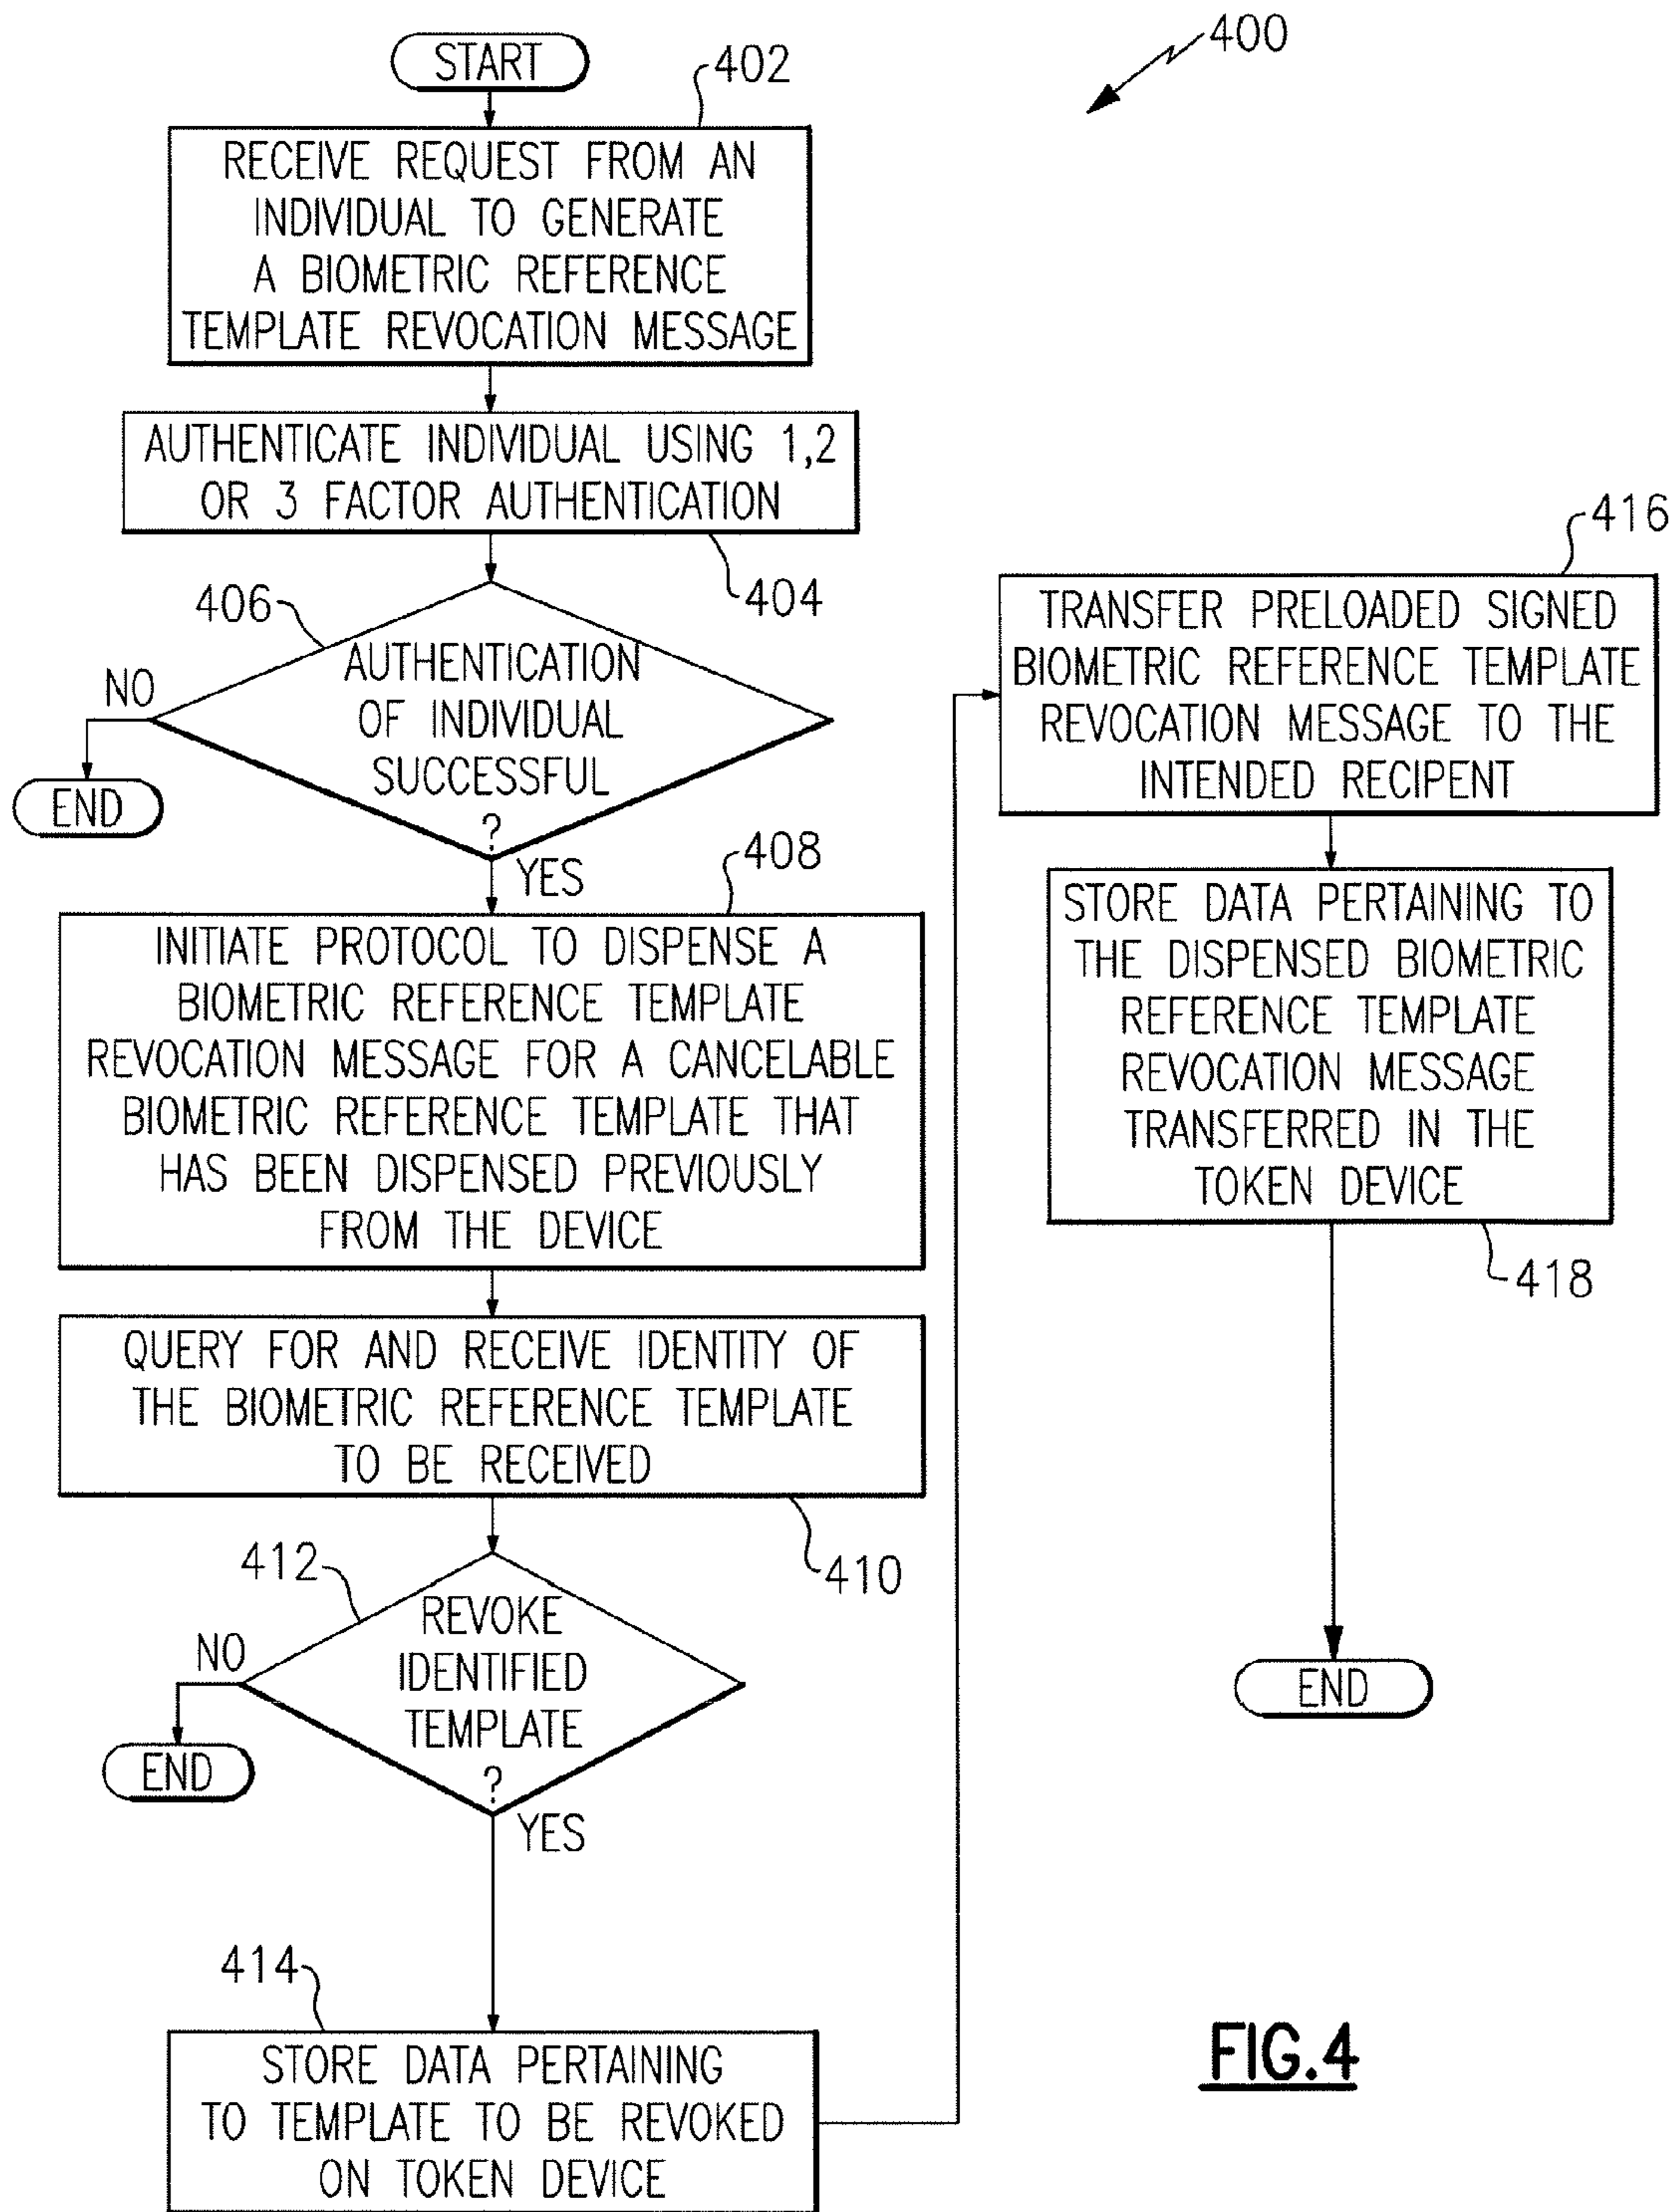 400
START
402
RECEIVE REQUEST FROM AN
INDIVIDUAL TO GENERATE
A BIOMETRIC REFERENCE
TEMPLATE REVOCATION MESSAGE
AUTHENTICATE INDIVIDUAL USING 1,2
OR 3 FACTOR AUTHENTICATION
404
406
AUTHENTICATION
OF INDIVIDUAL
SUCCESSFUL
?
NO
END
YES
408
INITIATE PROTOCOL TO DISPENSE A
BIOMETRIC REFERENCE TEMPLATE
REVOCATION MESSAGE FOR A CANCELABLE
BIOMETRIC REFERENCE TEMPLATE THAT
HAS BEEN DISPENSED PREVIOUSLY
FROM THE DEVICE
QUERY FOR AND RECEIVE IDENTITY OF
THE BIOMETRIC REFERENCE TEMPLATE
TO BE RECEIVED
410
412
REVOKE
IDENTIFIED
TEMPLATE
?
NO
END
YES
414
STORE DATA PERTAINING
TO TEMPLATE TO BE REVOKED
ON TOKEN DEVICE
416
TRANSFER PRELOADED SIGNED
BIOMETRIC REFERENCE TEMPLATE
REVOCATION MESSAGE TO THE
INTENDED RECIPENT
STORE DATA PERTAINING TO
THE DISPENSED BIOMETRIC
REFERENCE TEMPLATE
REVOCATION MESSAGE
TRANSFERRED IN THE
TOKEN DEVICE
418
END
FIG.4